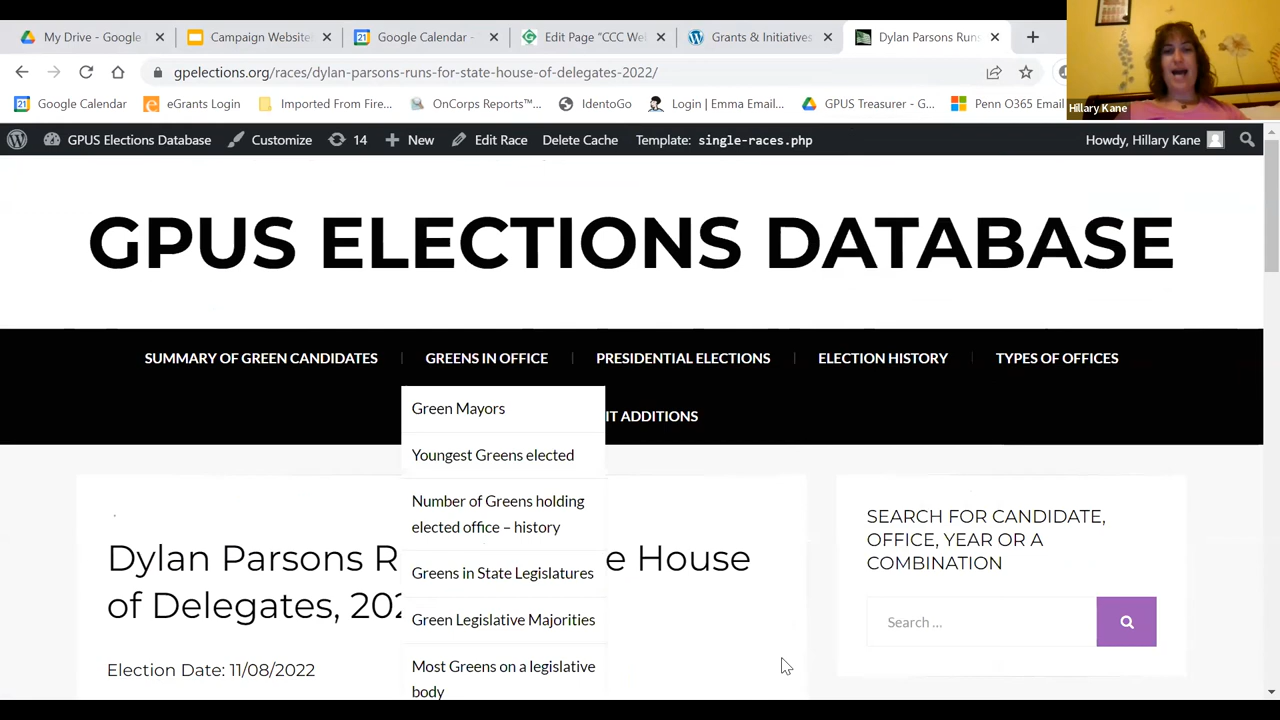 My Drive - Google
Campaign Website
Google Calendar -
Edit Page “CCC Wel
Grants & Initiatives
Dylan Parsons Runs
Hillary Kane
gpelections.org/races/dylan-parsons-runs-for-state-house-of-delegates-2022/
Google Calendar
eGrants Login
Imported From Fire...
OnCorps Reports™...
IdentoGo
Login | Emma Email...
GPUS Treasurer - G...
Penn O365 Email
GPUS Elections Database
Customize
14
New
Edit Race
Delete Cache
Template: single-races.php
Howdy, Hillary Kane
GPUS ELECTIONS DATABASE
SUMMARY OF GREEN CANDIDATES
GREENS IN OFFICE
PRESIDENTIAL ELECTIONS
ELECTION HISTORY
TYPES OF OFFICES
IT ADDITIONS
Green Mayors
Youngest Greens elected
Number of Greens holding
elected office – history
Greens in State Legislatures
Green Legislative Majorities
Most Greens on a legislative
body
Dylan Parsons R e House
of Delegates, 202
Election Date: 11/08/2022
SEARCH FOR CANDIDATE,
OFFICE, YEAR OR A
COMBINATION
Search ...